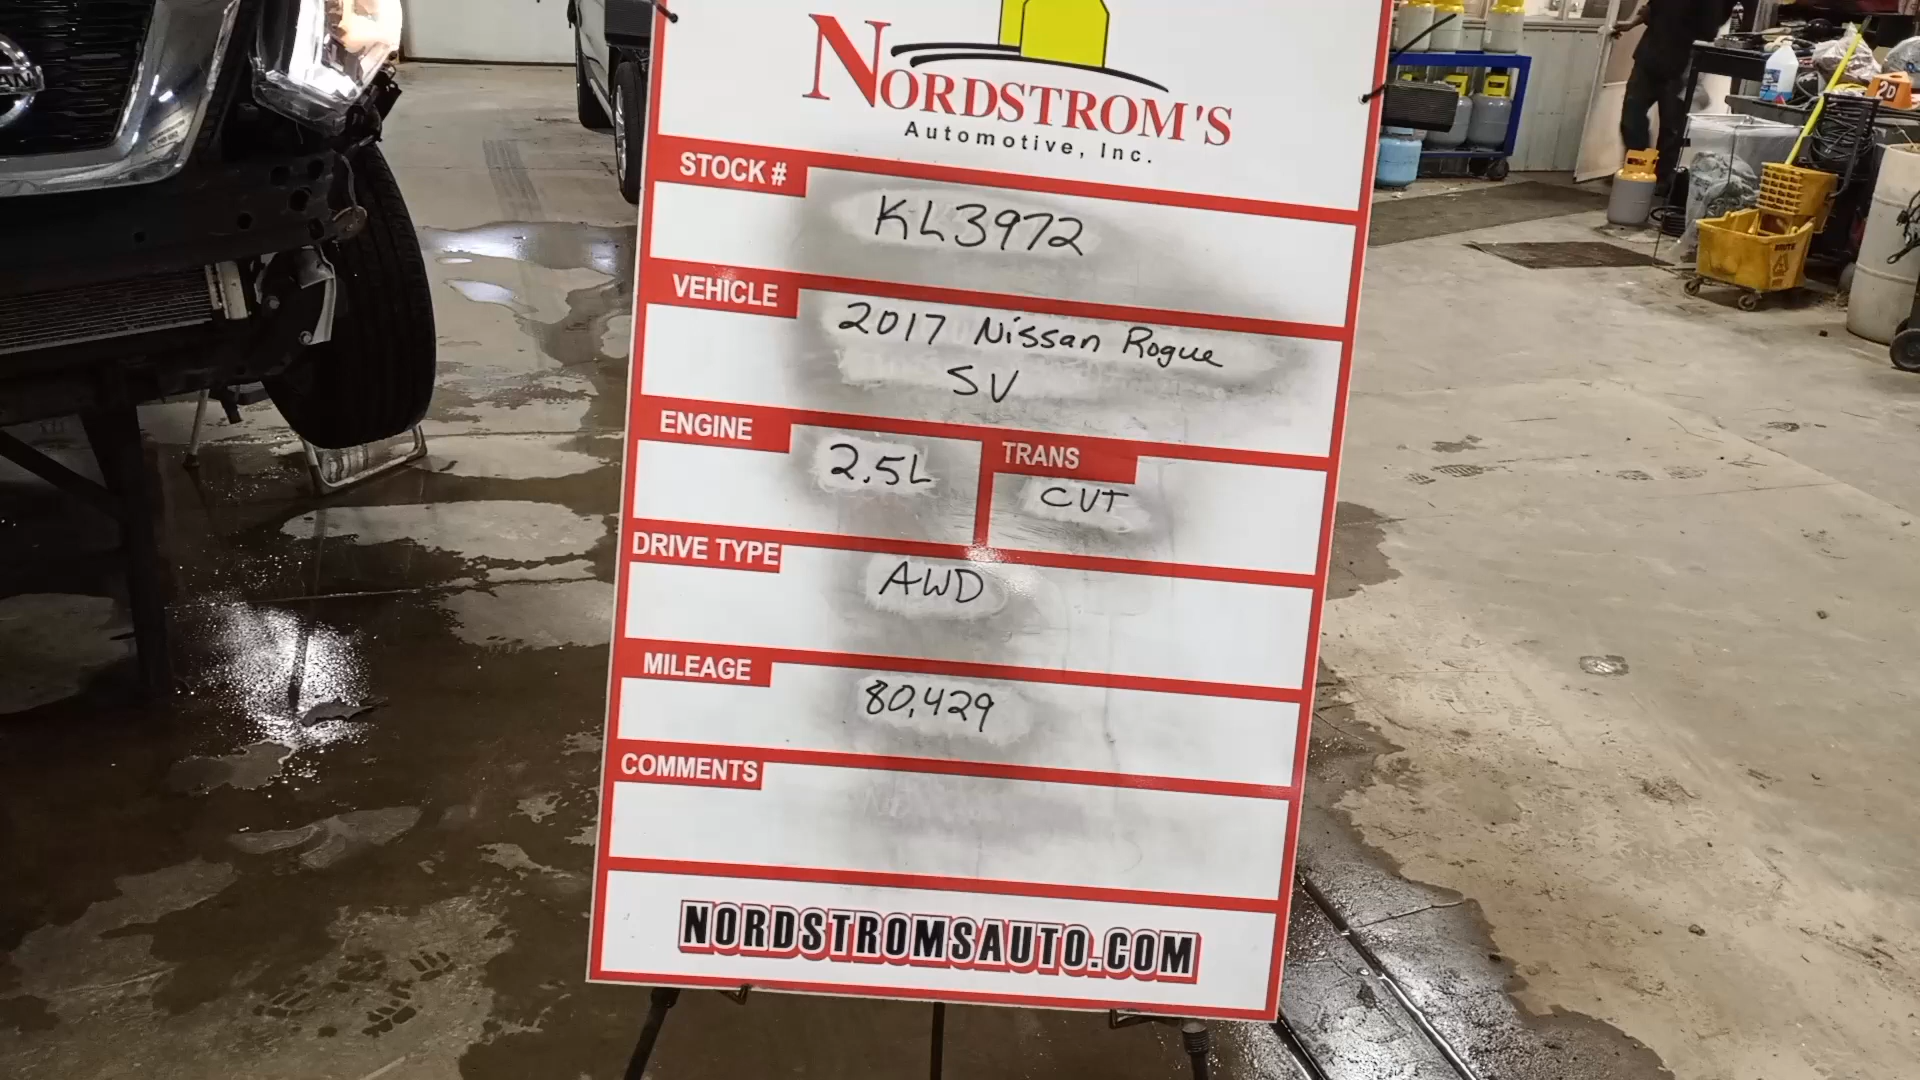 NORDSTROM'S
Automotive, Inc.
STOCK #
KL3972
VEHICLE
2017 Nissan Rogue
SV
ENGINE
2.5L
TRANS
CVT
DRIVE TYPE
AWD
MILEAGE
80,429
COMMENTS
NORDSTROMSAUTO.COM
2D